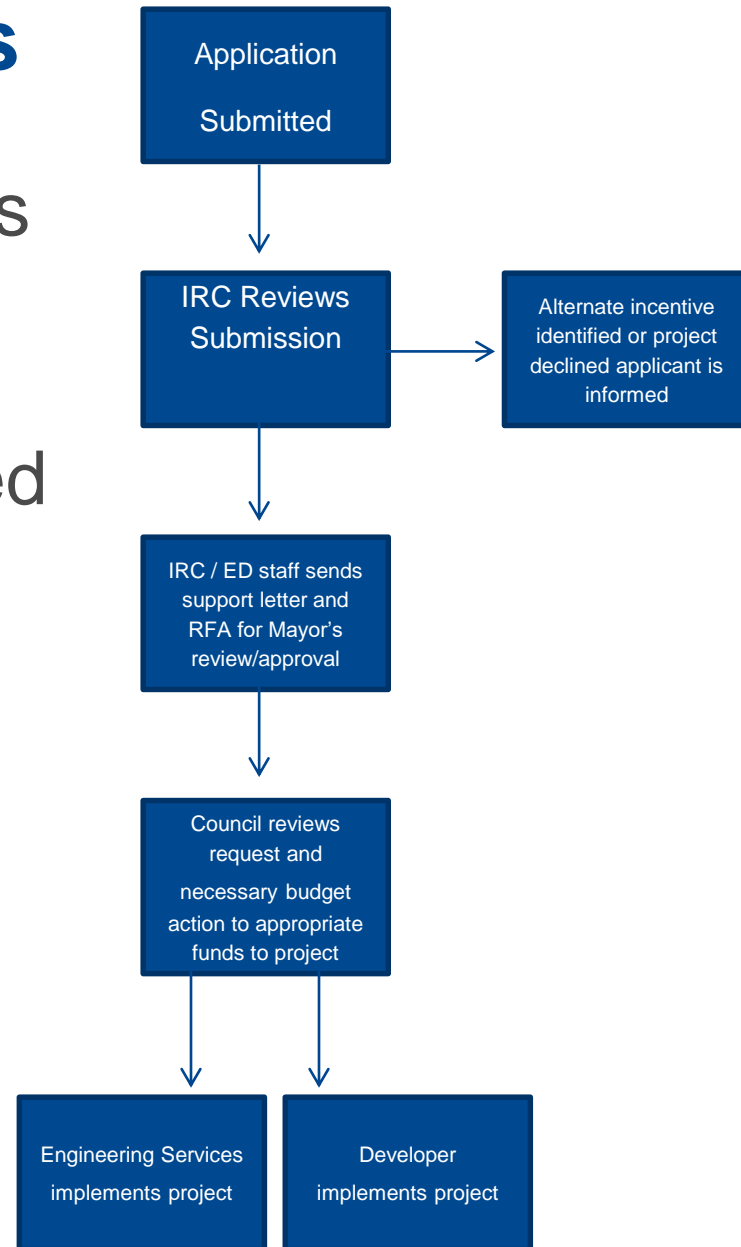 s
s
ed
Application
Submitted
IRC Reviews
Submission
Alternate incentive
identified or project
declined applicant is
informed
IRC / ED staff sends
support letter and
RFA for Mayor’s
review/approval
Council reviews
request and
necessary budget
action to appropriate
funds to project
Engineering Services
implements project
Developer
implements project